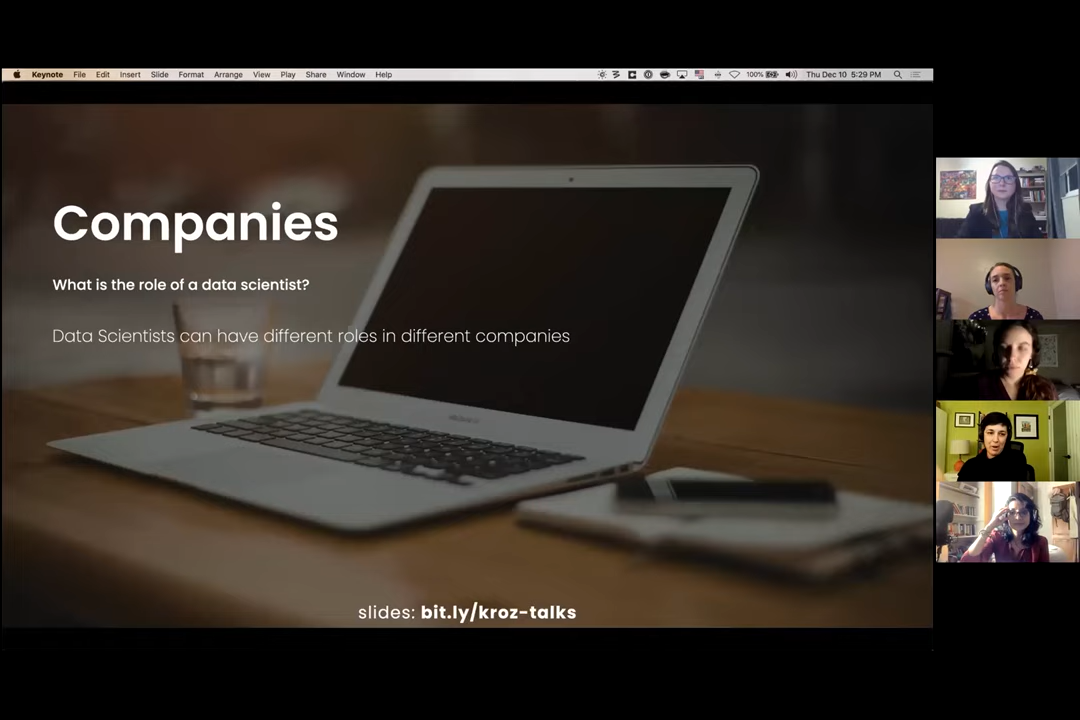 Keynote File Edit Insert Slide Format Arrange View Play Share Window Help 100% Thu Dec 10 5:29 PM
Companies
What is the role of a data scientist?
Data Scientists can have different roles in different companies
slides: bit.ly/kroz-talks